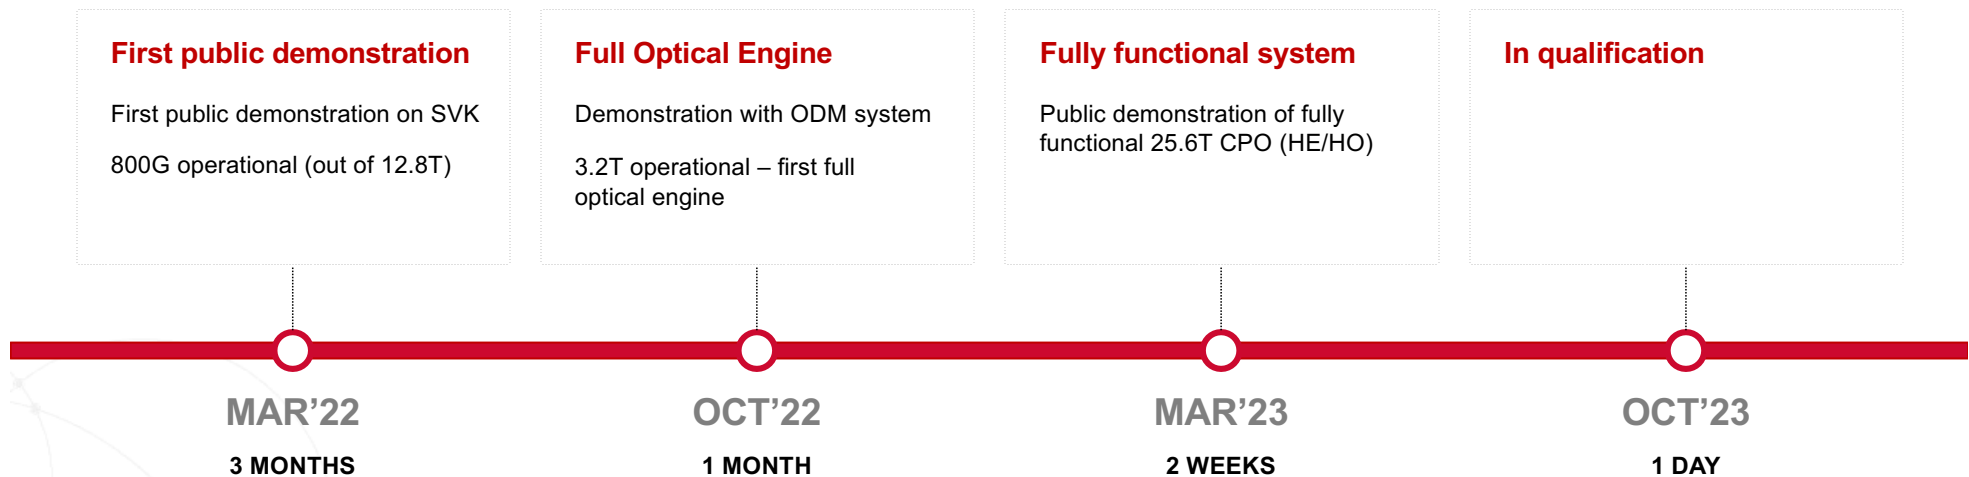 First public demonstration
First public demonstration on SVK
800G operational (out of 12.8T)
Full Optical Engine
Demonstration with ODM system
3.2T operational – first full
optical engine
Fully functional system
Public demonstration of fully
functional 25.6T CPO (HE/HO)
In qualification
MAR’22
OCT’22
MAR’23
OCT’23
3 MONTHS
1 MONTH
2 WEEKS
1 DAY